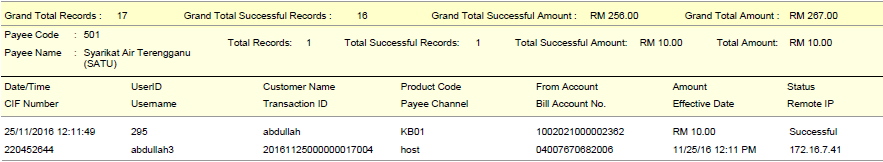 Grand Total Records : 17 Grand Total Successful Records : 16 Grand Total Successful Amount : RM 256.00 Grand Total Amount : RM 267.00
Payee Code : 501
Total Records: 1 Total Successful Records: 1 Total Successful Amount: RM 10.00 Total Amount: RM 10.00
Payee Name : Syarikat Air Terengganu
(SATU)
Date/Time UserID Customer Name Product Code From Account Amount Status
CIF Number Username Transaction ID Payee Channel Bill Account No. Effective Date Remote IP
25/11/2016 12:11:49 295 abdullah KB01 1002021000002362 RM 10.00 Successful
220452644 abdullah3 20161125000000017004 host 04007670682006 11/25/16 12:11 PM 172.16.7.41